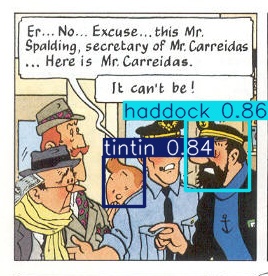 Er... No... Excuse...this Mr.
Spalding, secretary of Mr. Carreidas
... Here is Mr. Carreidas.
It can't be!
haddock 0.86
tintin 0.84